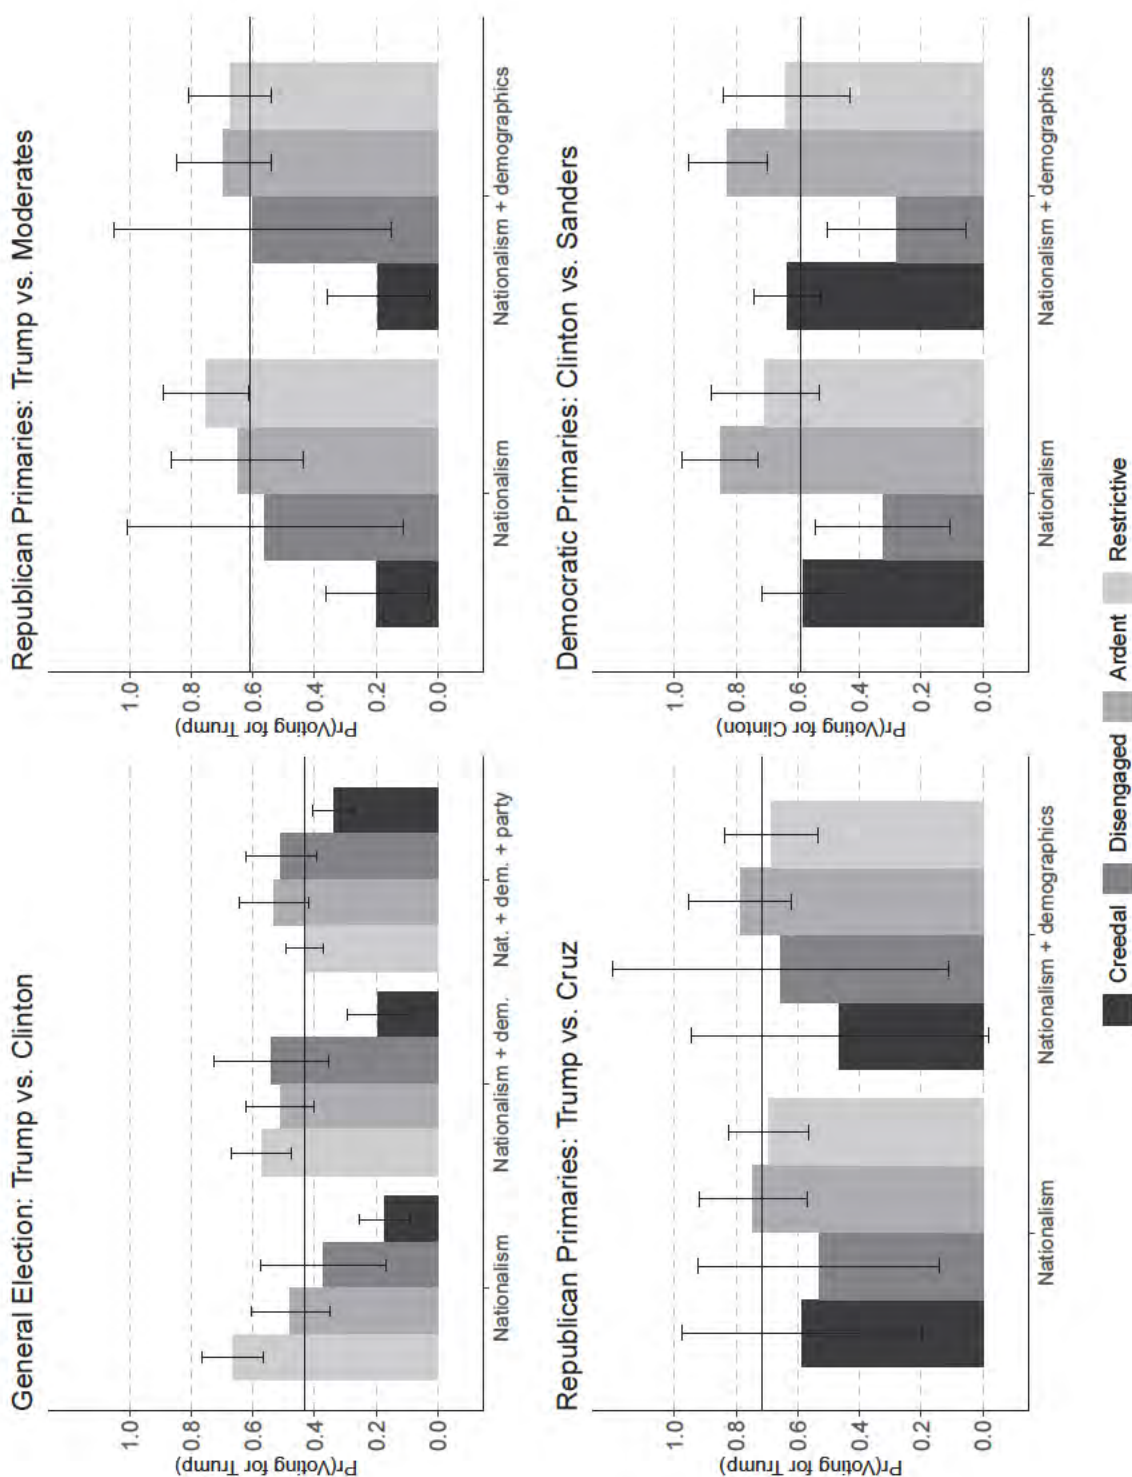 General Election: Trump vs. Clinton
Pr(Voting for Trump)
1.0
0.8
0.6
0.4
0.2
0.0
Nationalism
Nationalism + dem.
Nat. + dem. + party
Republican Primaries: Trump vs. Moderates
Pr(Voting for Trump)
1.0
0.8
0.6
0.4
0.2
0.0
Nationalism
Nationalism + demographics
Republican Primaries: Trump vs. Cruz
Pr(Voting for Trump)
1.0
0.8
0.6
0.4
0.2
0.0
Nationalism
Nationalism + demographics
Democratic Primaries: Clinton vs. Sanders
Pr(Voting for Clinton)
1.0
0.8
0.6
0.4
0.2
0.0
Nationalism
Nationalism + demographics
Creedal Disengaged Ardent Restrictive